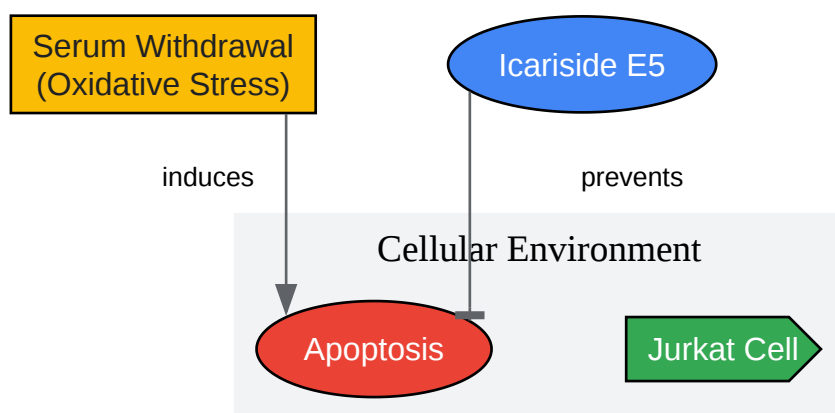 Serum Withdrawal
(Oxidative Stress)
Icariside E5
induces
prevents
Cellular Environment
Apoptosis
Jurkat Cell